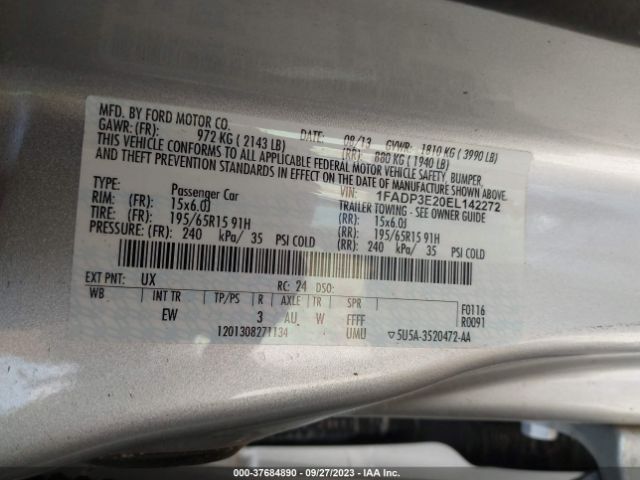 MFD. BY FORD MOTOR CO.
DATE: 08/13 GVWR: 1810 KG ( 3990 LB)
GAWR: (FR): 972 KG ( 2143 LB) (RR): 880 KG ( 1940 LB)
THIS VEHICLE CONFORMS TO ALL APPLICABLE FEDERAL MOTOR VEHICLE SAFETY, BUMPER,
AND THEFT PREVENTION STANDARDS IN EFFECT ON THE DATE OF MANUFACTURE SHOWN ABOVE.
VIN: 1FADP3E20EL142272
TYPE: Passenger Car TRAILER TOWING - SEE OWNER GUIDE
RIM: (FR): 15x6.0J (RR): 15x6.0J
TIRE: (FR): 195/65R15 91H (RR): 195/65R15 91H
PRESSURE: (FR): 240 kPa/ 35 PSI COLD (RR): 240 kPa/ 35 PSI COLD
EXT PNT: UX RC: 24 DSO:
WB INT TR TP/PS R AXLE TR SPR F0116
R0091
EW 3 AU W FFFF
1201308271134 UMU ▽5U5A-3520472-AA
000-37684890 / 09/27/2023 / IAA Inc.